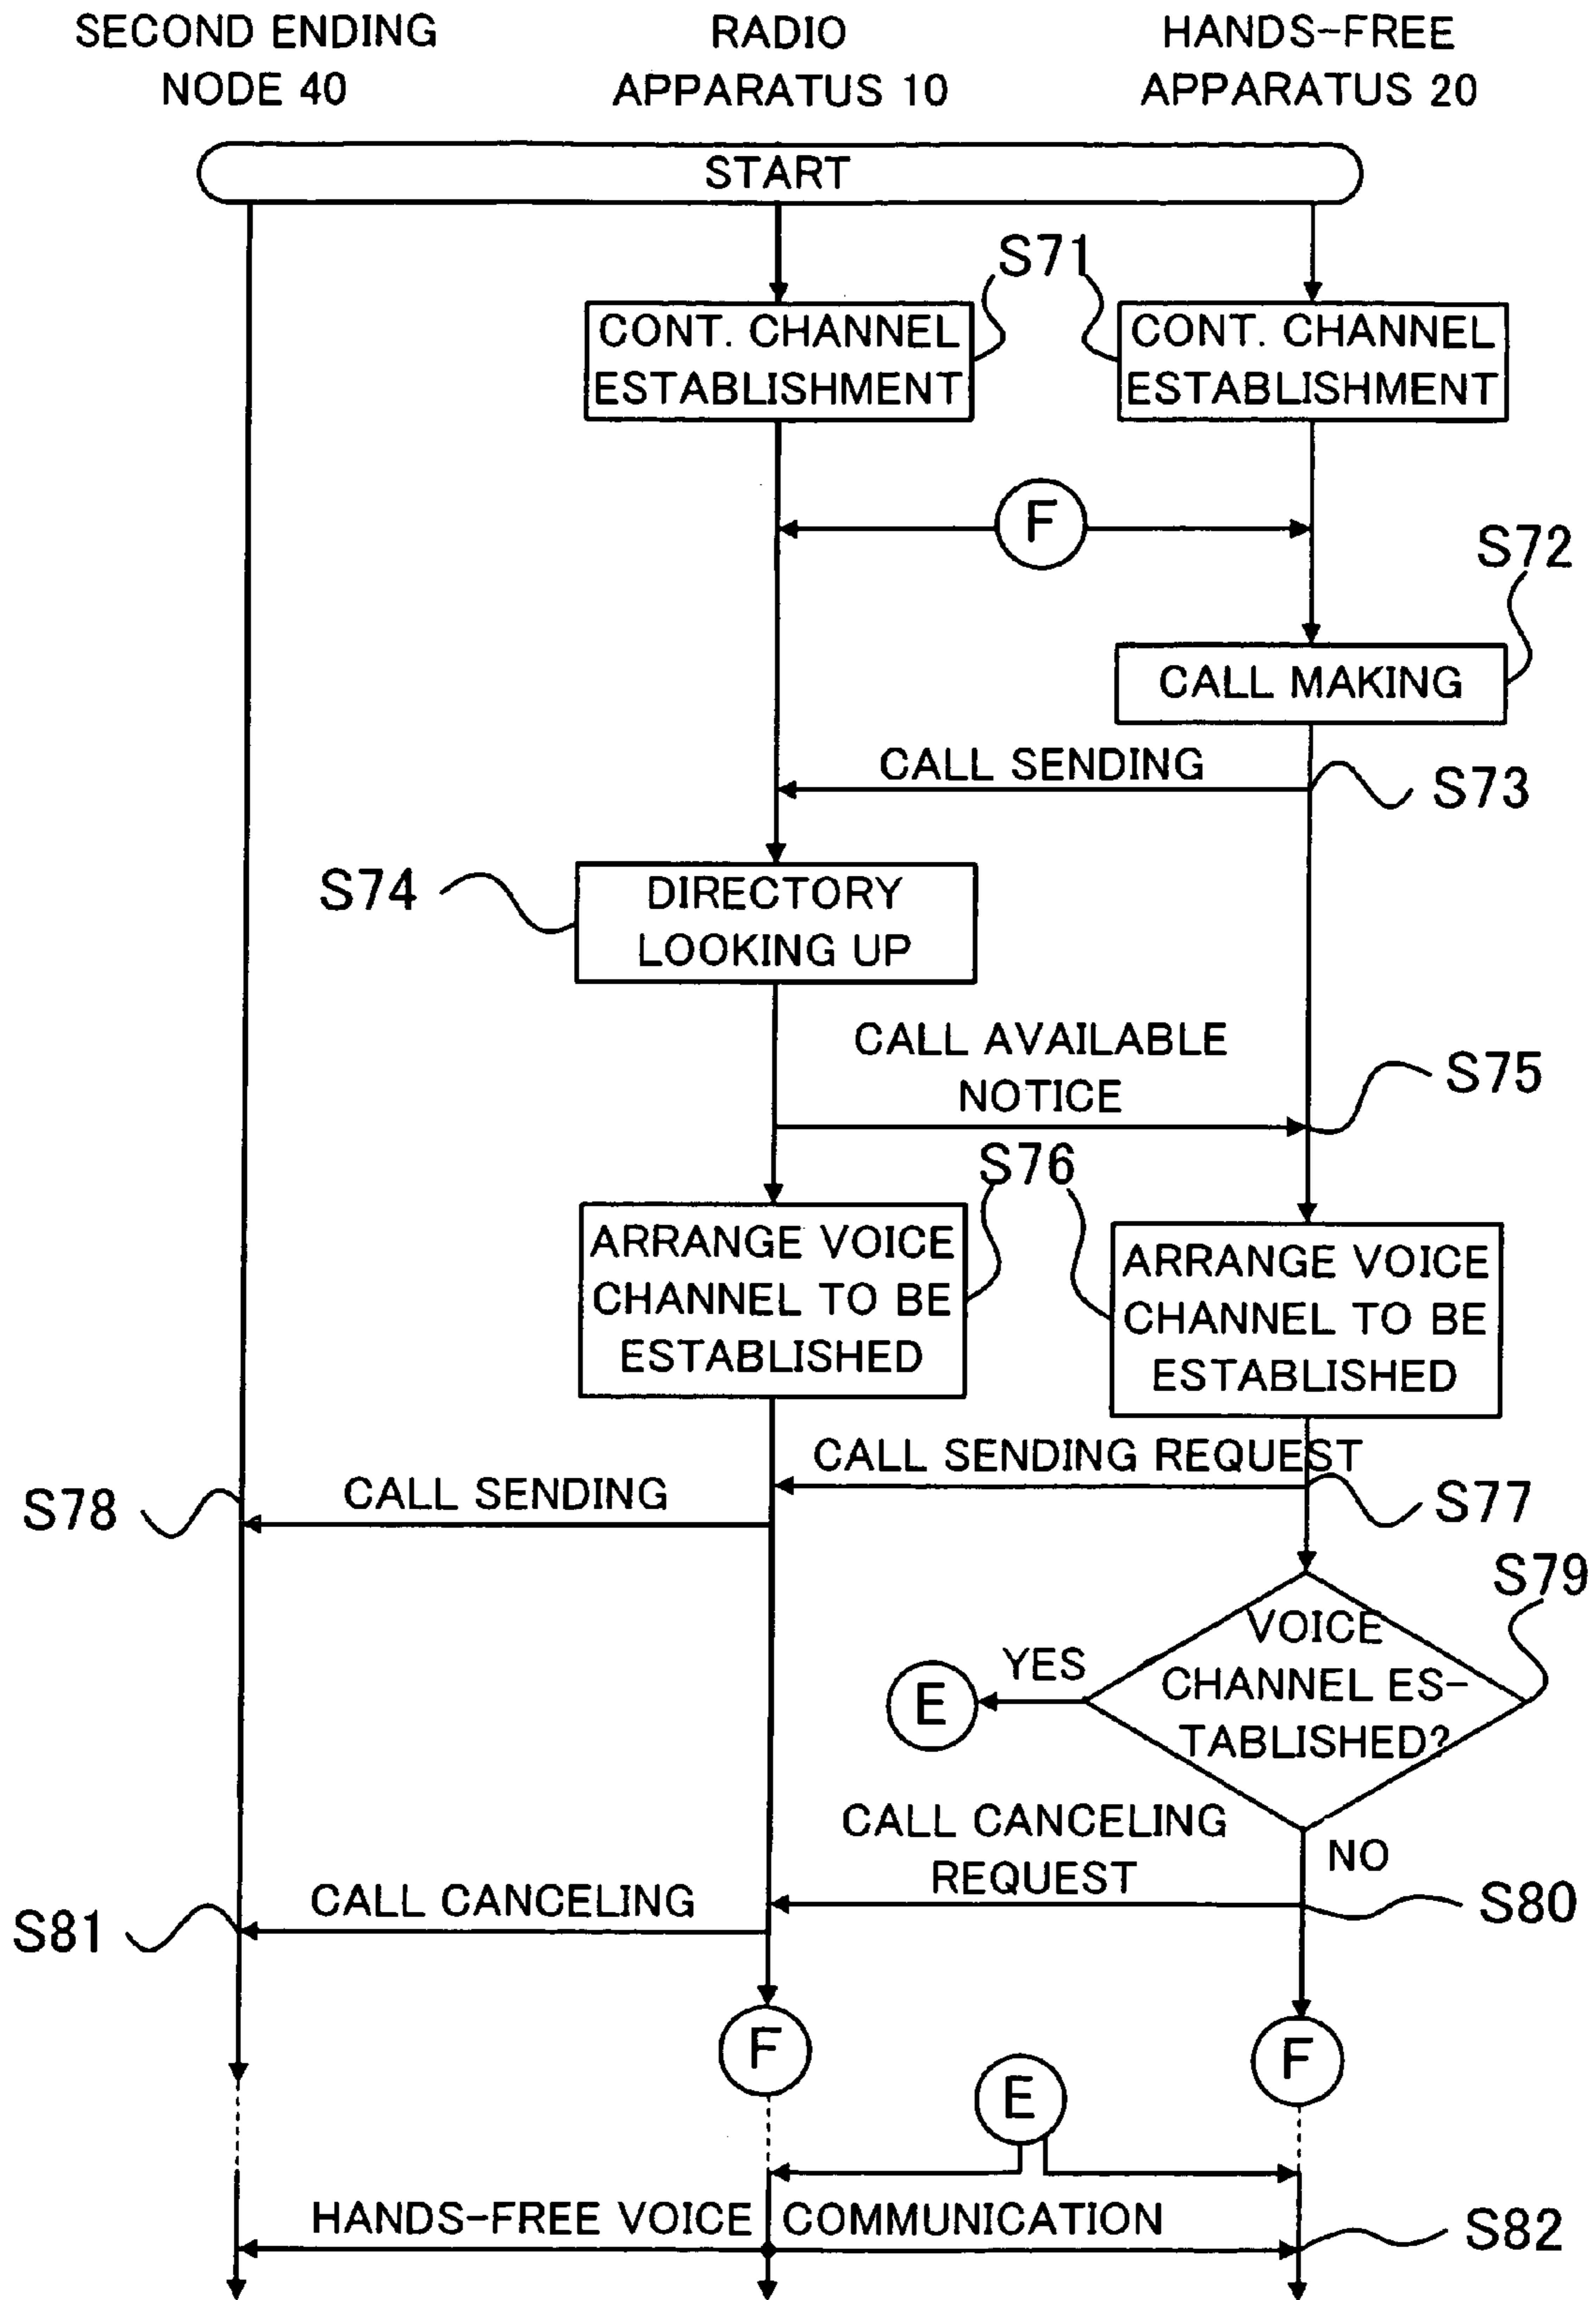 SECOND ENDING
NODE 40
RADIO
APPARATUS 10
HANDS-FREE
APPARATUS 20
START
S71
CONT. CHANNEL
ESTABLISHMENT
CONT. CHANNEL
ESTABLISHMENT
F
S72
CALL MAKING
CALL SENDING
S73
S74
DIRECTORY
LOOKING UP
CALL AVAILABLE
NOTICE
S75
S76
ARRANGE VOICE
CHANNEL TO BE
ESTABLISHED
ARRANGE VOICE
CHANNEL TO BE
ESTABLISHED
CALL SENDING REQUEST
S77
S78
CALL SENDING
S79
VOICE
CHANNEL ES-
TABLISHED?
YES
E
NO
CALL CANCELING
REQUEST
S80
S81
CALL CANCELING
F
F
E
HANDS-FREE VOICE COMMUNICATION
S82